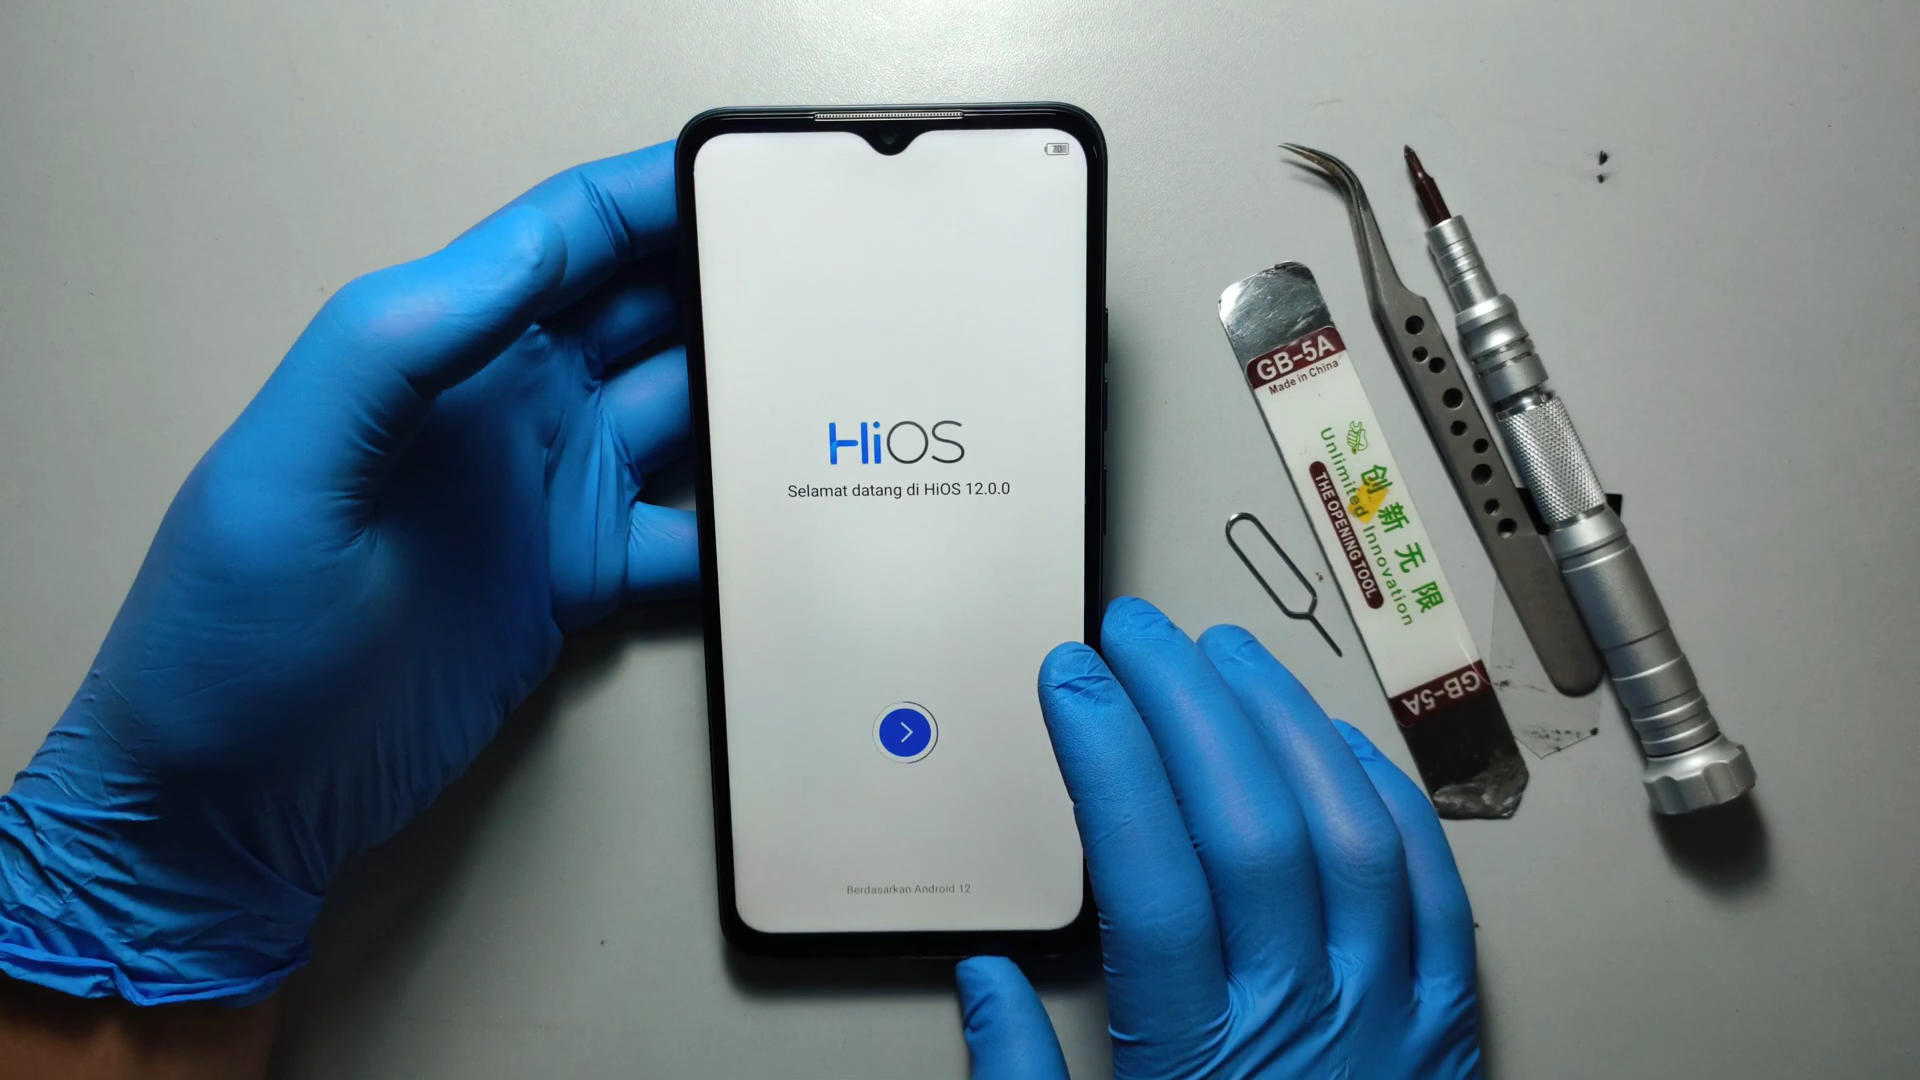 70
HiOS
Selamat datang di HiOS 12.0.0
Berdasarkan Android 12
GB-5A
Made in China
创新无限
Unlimited Innovation
THE OPENING TOOL
GB-5A